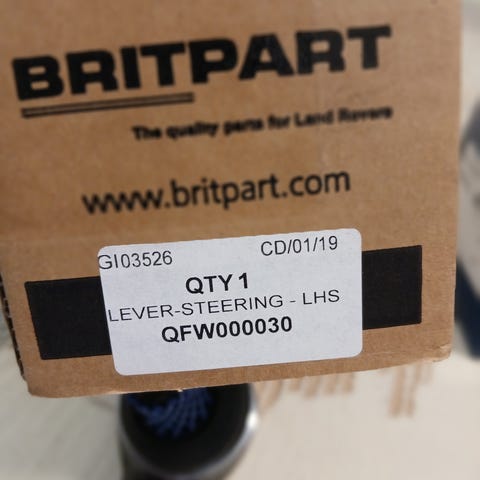 BRITPART
The quality parts for Land Rovers
www.britpart.com
GI03526 CD/01/19
QTY 1
LEVER-STEERING - LHS
QFW000030